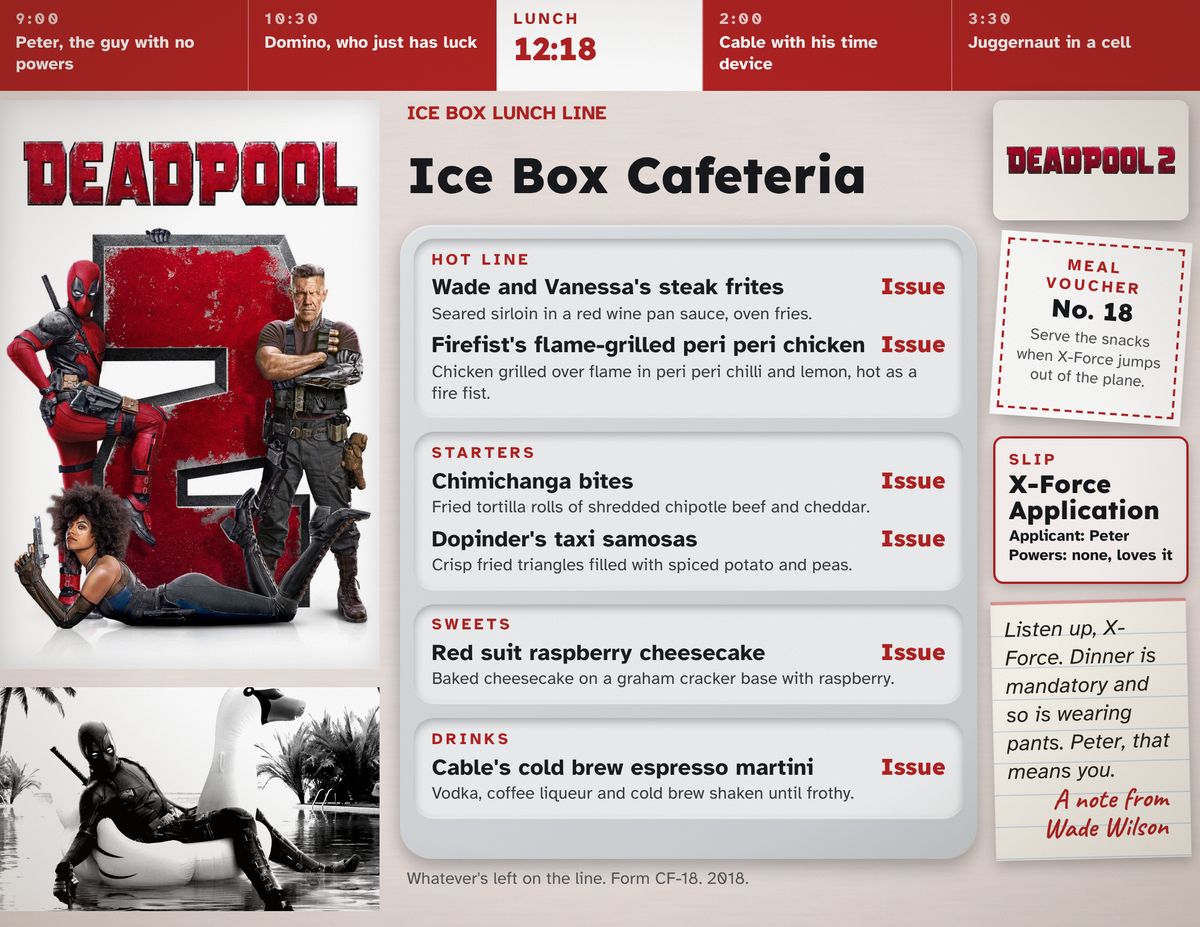 9:00
Peter, the guy with no
powers
10:30
Domino, who just has luck
LUNCH
12:18
2:00
Cable with his time
device
3:30
Juggernaut in a cell
DEADPOOL
2
ICE BOX LUNCH LINE
Ice Box Cafeteria
HOT LINE
Wade and Vanessa's steak frites Issue
Seared sirloin in a red wine pan sauce, oven fries.
Firefist's flame-grilled peri peri chicken Issue
Chicken grilled over flame in peri peri chilli and lemon, hot as a
fire fist.
STARTERS
Chimichanga bites Issue
Fried tortilla rolls of shredded chipotle beef and cheddar.
Dopinder's taxi samosas Issue
Crisp fried triangles filled with spiced potato and peas.
SWEETS
Red suit raspberry cheesecake Issue
Baked cheesecake on a graham cracker base with raspberry.
DRINKS
Cable's cold brew espresso martini Issue
Vodka, coffee liqueur and cold brew shaken until frothy.
Whatever's left on the line. Form CF-18. 2018.
DEADPOOL 2
MEAL
VOUCHER
No. 18
Serve the snacks
when X-Force jumps
out of the plane.
SLIP
X-Force
Application
Applicant: Peter
Powers: none, loves it
Listen up, X-
Force. Dinner is
mandatory and
so is wearing
pants. Peter, that
means you.
A note from
Wade Wilson